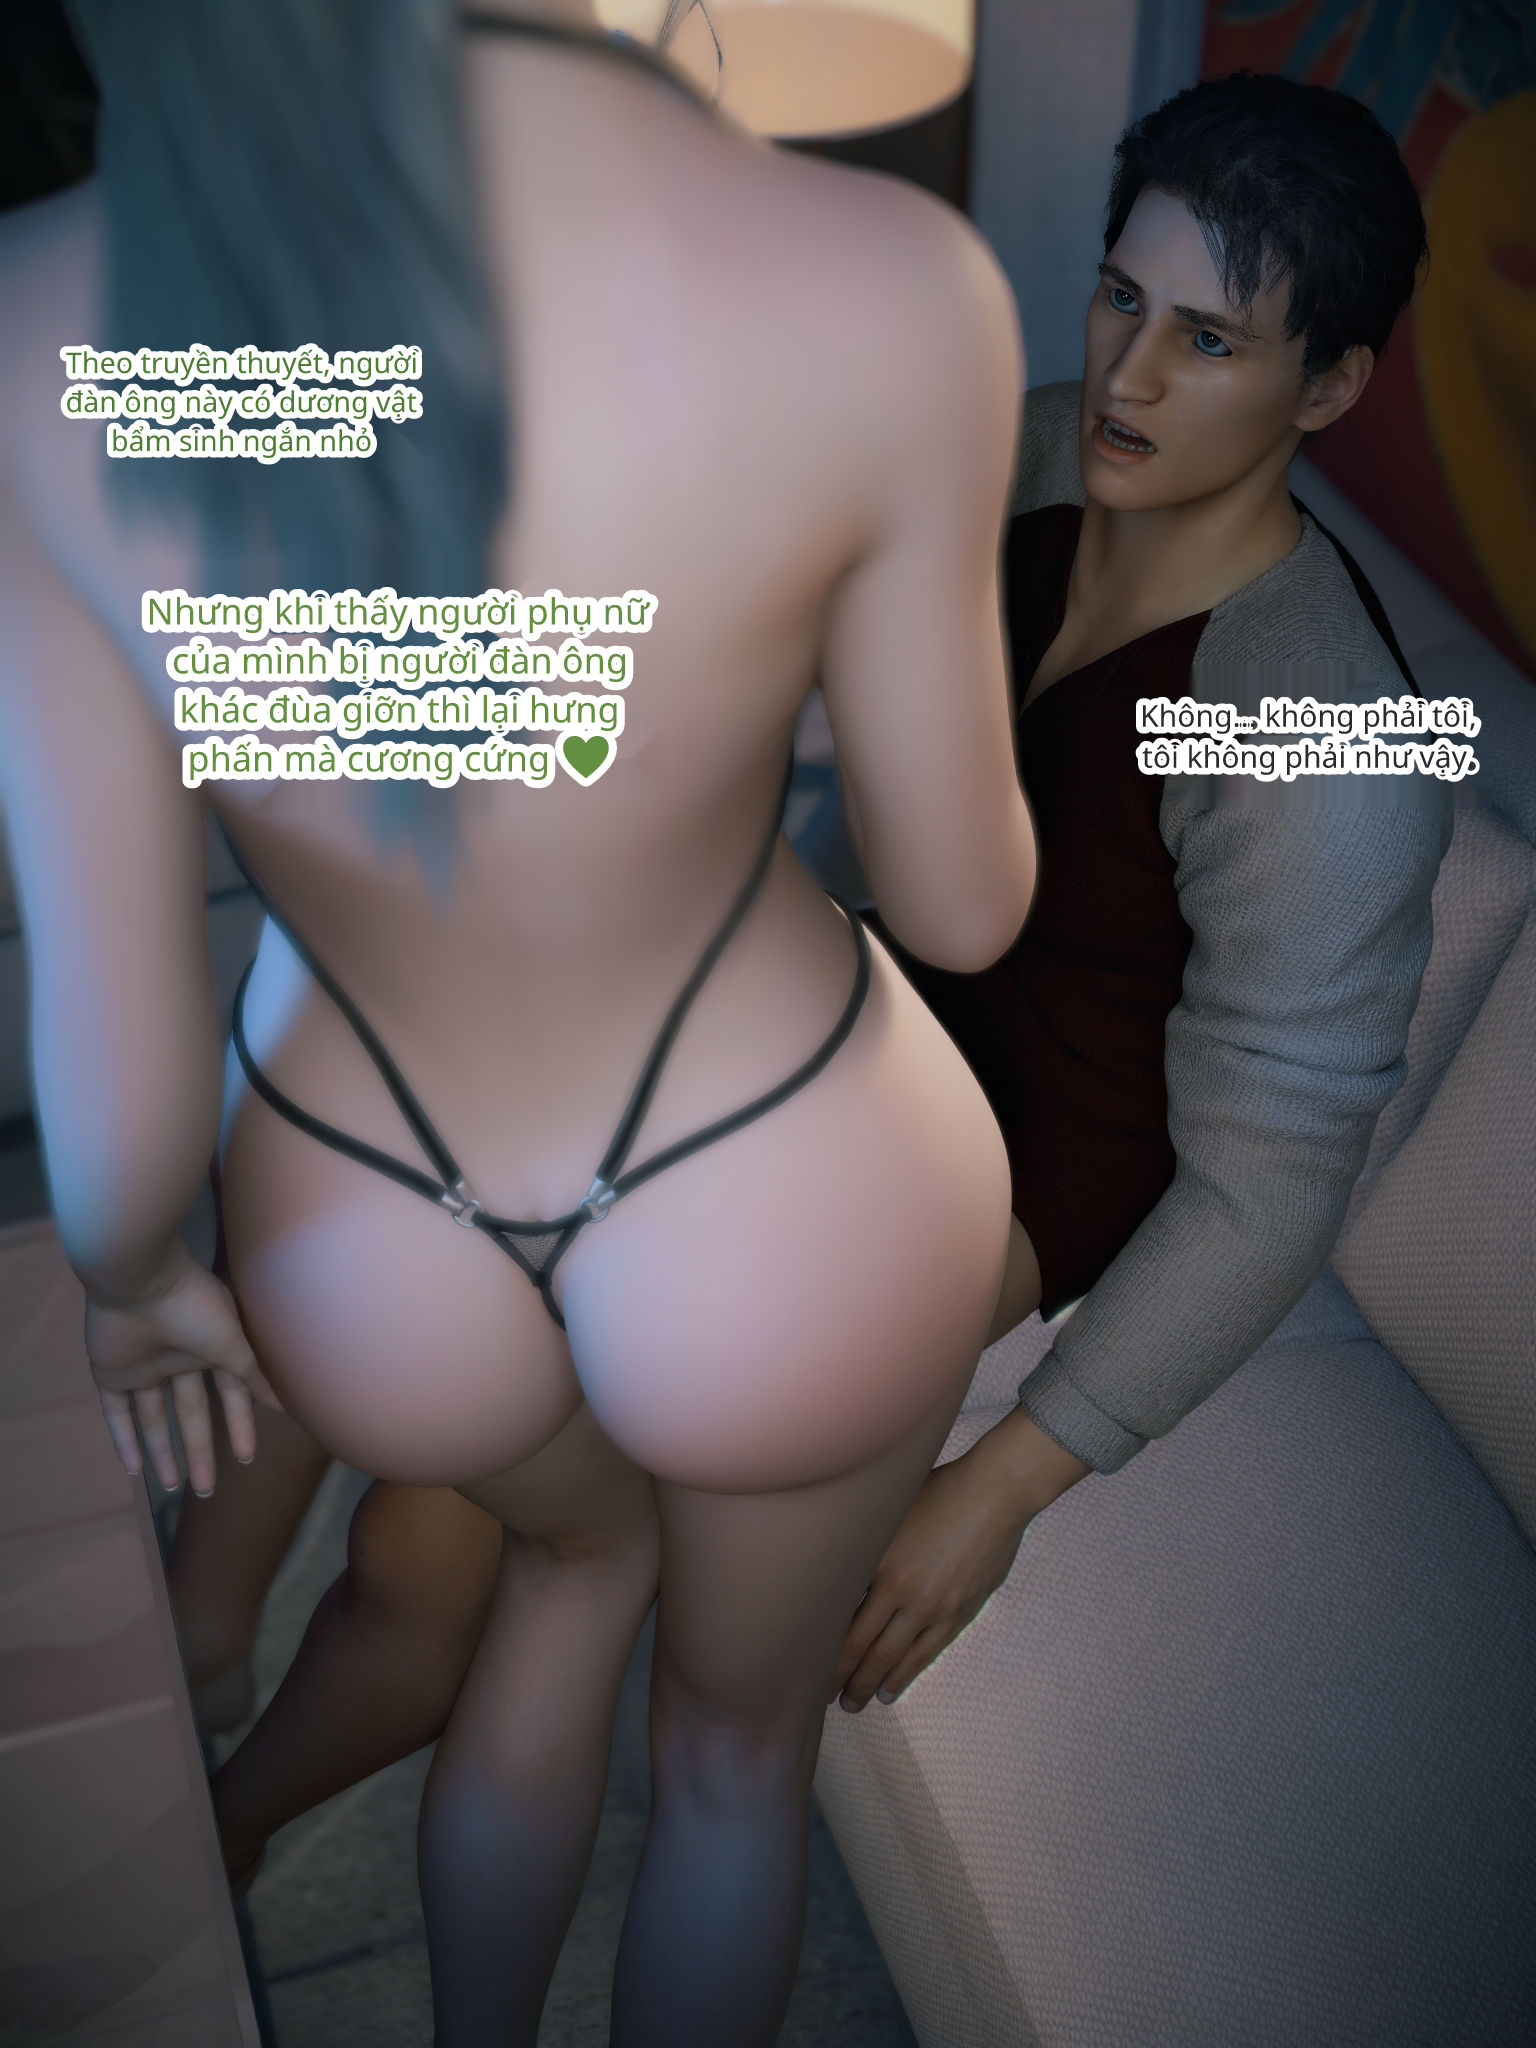 Theo truyền thuyết, người
đàn ông này có dương vật
bẩm sinh ngắn nhỏ
Nhưng khi thấy người phụ nữ
của mình bị người đàn ông
khác đùa giỡn thì lại hưng
phấn mà cương cứng 💚
Không... không phải tôi,
tôi không phải như vậy.